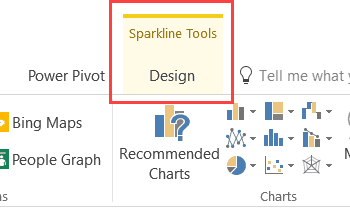 Sparkline Tools
Power Pivot
Design
Tell me what y
Bing Maps
People Graph
Recommended
Charts
Charts